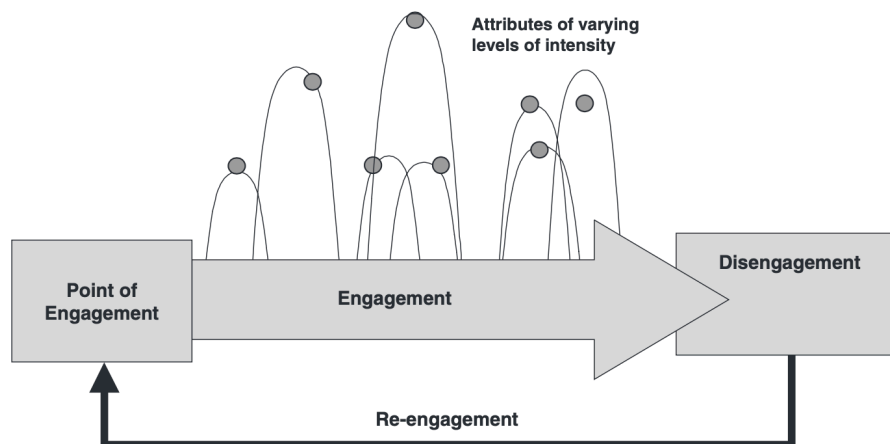 Attributes of varying
levels of intensity
Point of
Engagement
Engagement
Disengagement
Re-engagement